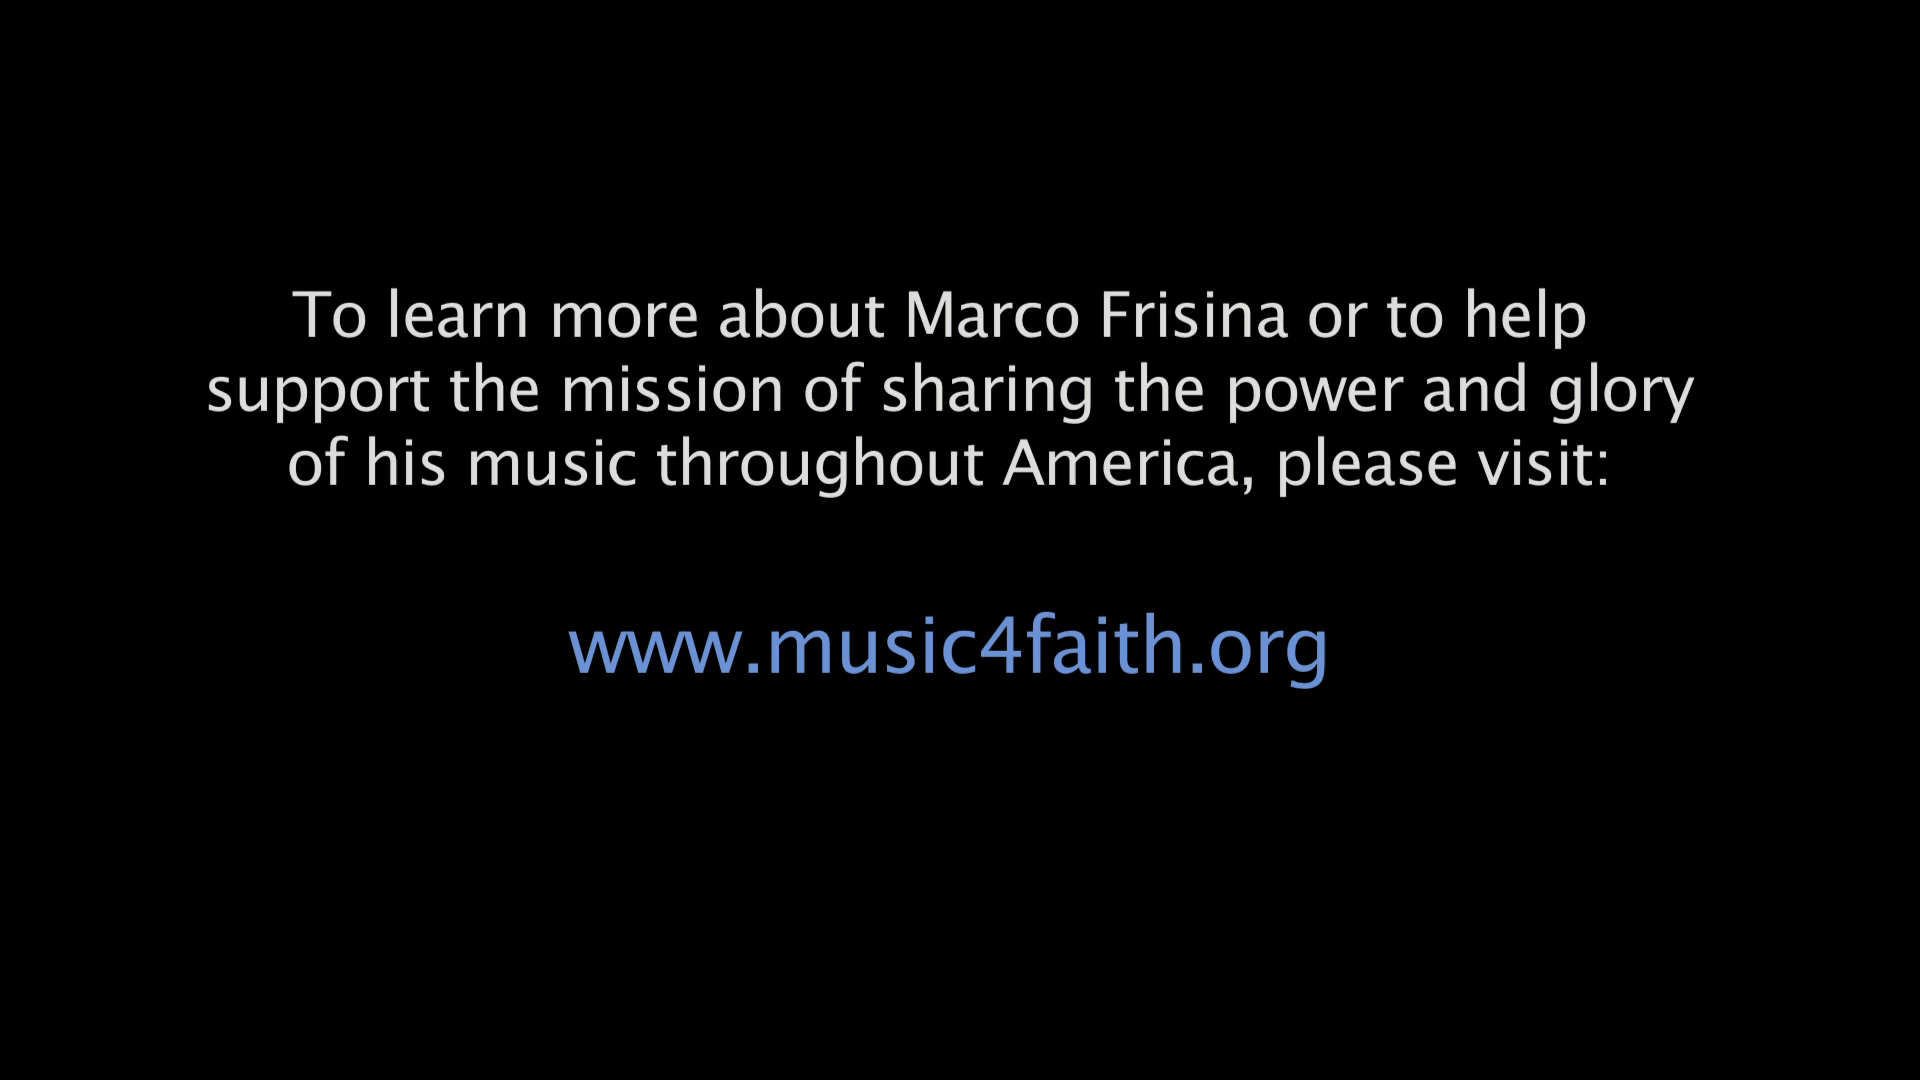 To learn more about Marco Frisina or to help
support the mission of sharing the power and glory
of his music throughout America, please visit:
www.music4faith.org